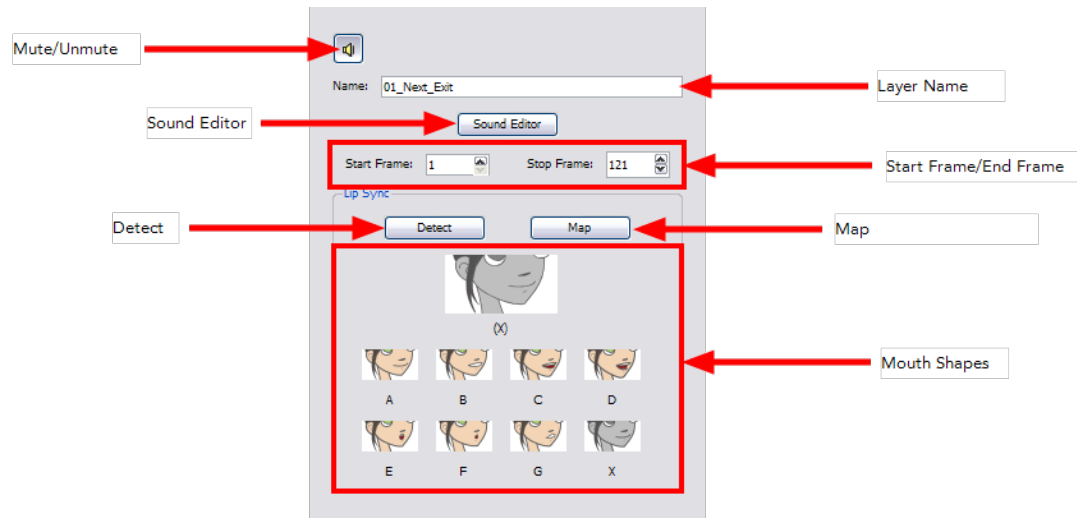 Mute/Unmute
Name: 01_Next_Exit
Layer Name
Sound Editor
Sound Editor
Start Frame: 1 Stop Frame: 121
Start Frame/End Frame
Lip Sync
Detect
Detect
Map
Map
(X)
Mouth Shapes
A B C D
E F G X